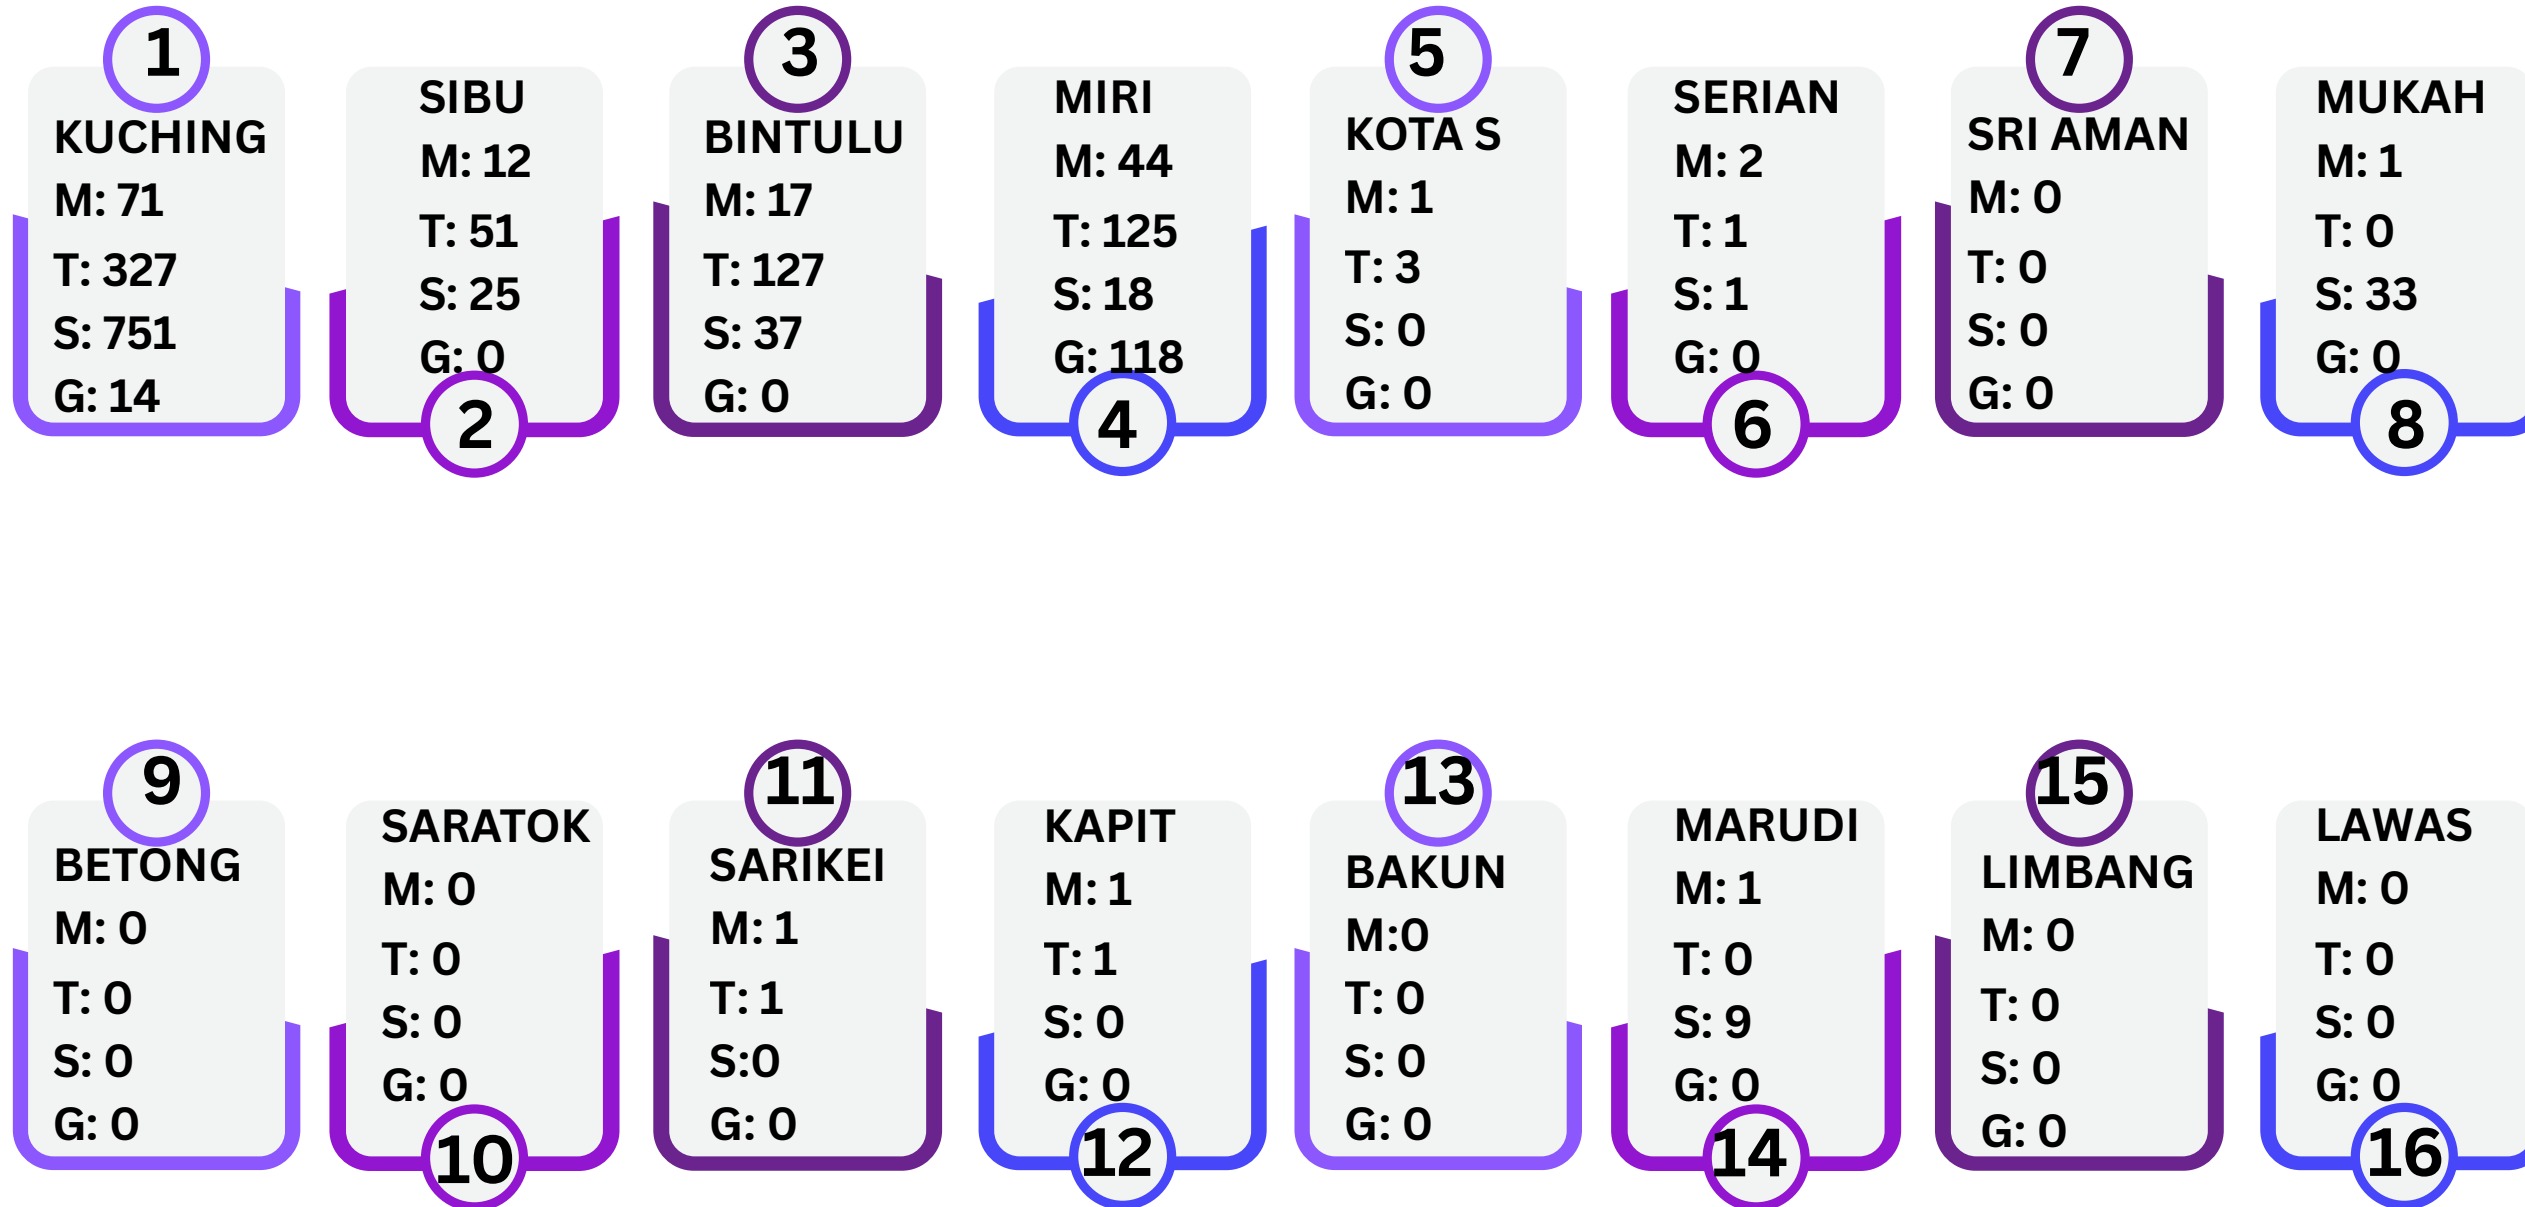 1
KUCHING
M: 71
T: 327
S: 751
G: 14
SIBU
M: 12
T: 51
S: 25
G: 0
2
3
BINTULU
M: 17
T: 127
S: 37
G: 0
MIRI
M: 44
T: 125
S: 18
G: 118
4
5
KOTA S
M: 1
T: 3
S: 0
G: 0
SERIAN
M: 2
T: 1
S: 1
G: 0
6
7
SRI AMAN
M: 0
T: 0
S: 0
G: 0
MUKAH
M: 1
T: 0
S: 33
G: 0
8
9
BETONG
M: 0
T: 0
S: 0
G: 0
SARATOK
M: 0
T: 0
S: 0
G: 0
10
11
SARIKEI
M: 1
T: 1
S:0
G: 0
KAPIT
M: 1
T: 1
S: 0
G: 0
12
13
BAKUN
M:0
T: 0
S: 0
G: 0
MARUDI
M: 1
T: 0
S: 9
G: 0
14
15
LIMBANG
M: 0
T: 0
S: 0
G: 0
LAWAS
M: 0
T: 0
S: 0
G: 0
16